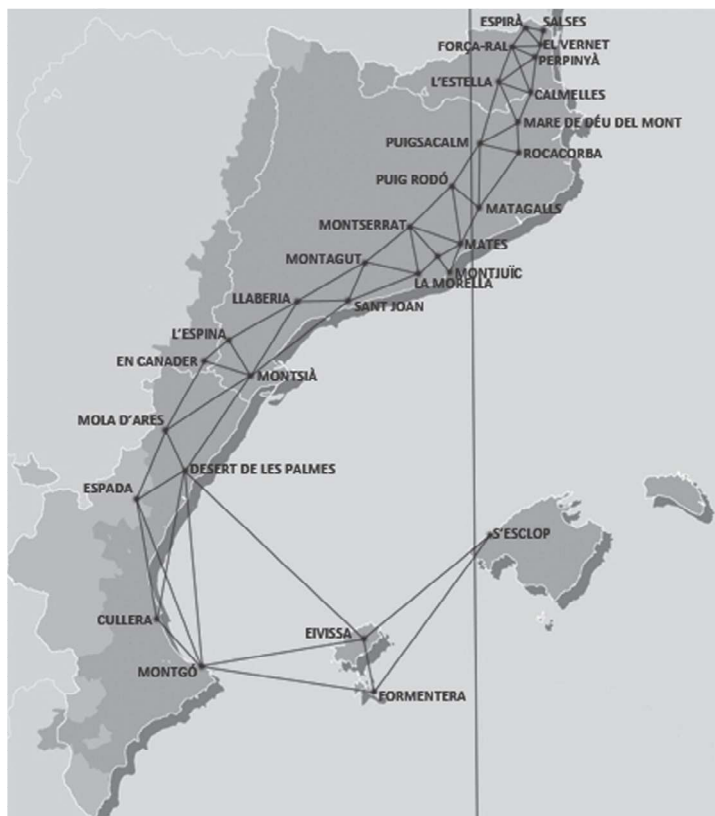 ESPIRÀ
SALSES
FORÇA-RAL
EL VERNET
PERPINYÀ
L'ESTELLA
CALMELLES
MARE DE DÉU DEL MONT
PUIGSACALM
ROCACORBA
PUIG RODÓ
MATAGALLS
MONTSERRAT
MATES
MONTAGUT
MONTJUÏC
LA MORELLA
LLABERIA
SANT JOAN
L'ESPINA
EN CANADER
MONTSIÀ
MOLA D'ARES
DESERT DE LES PALMES
ESPADA
S'ESCLOP
CULLERA
EIVISSA
MONTGÓ
FORMENTERA